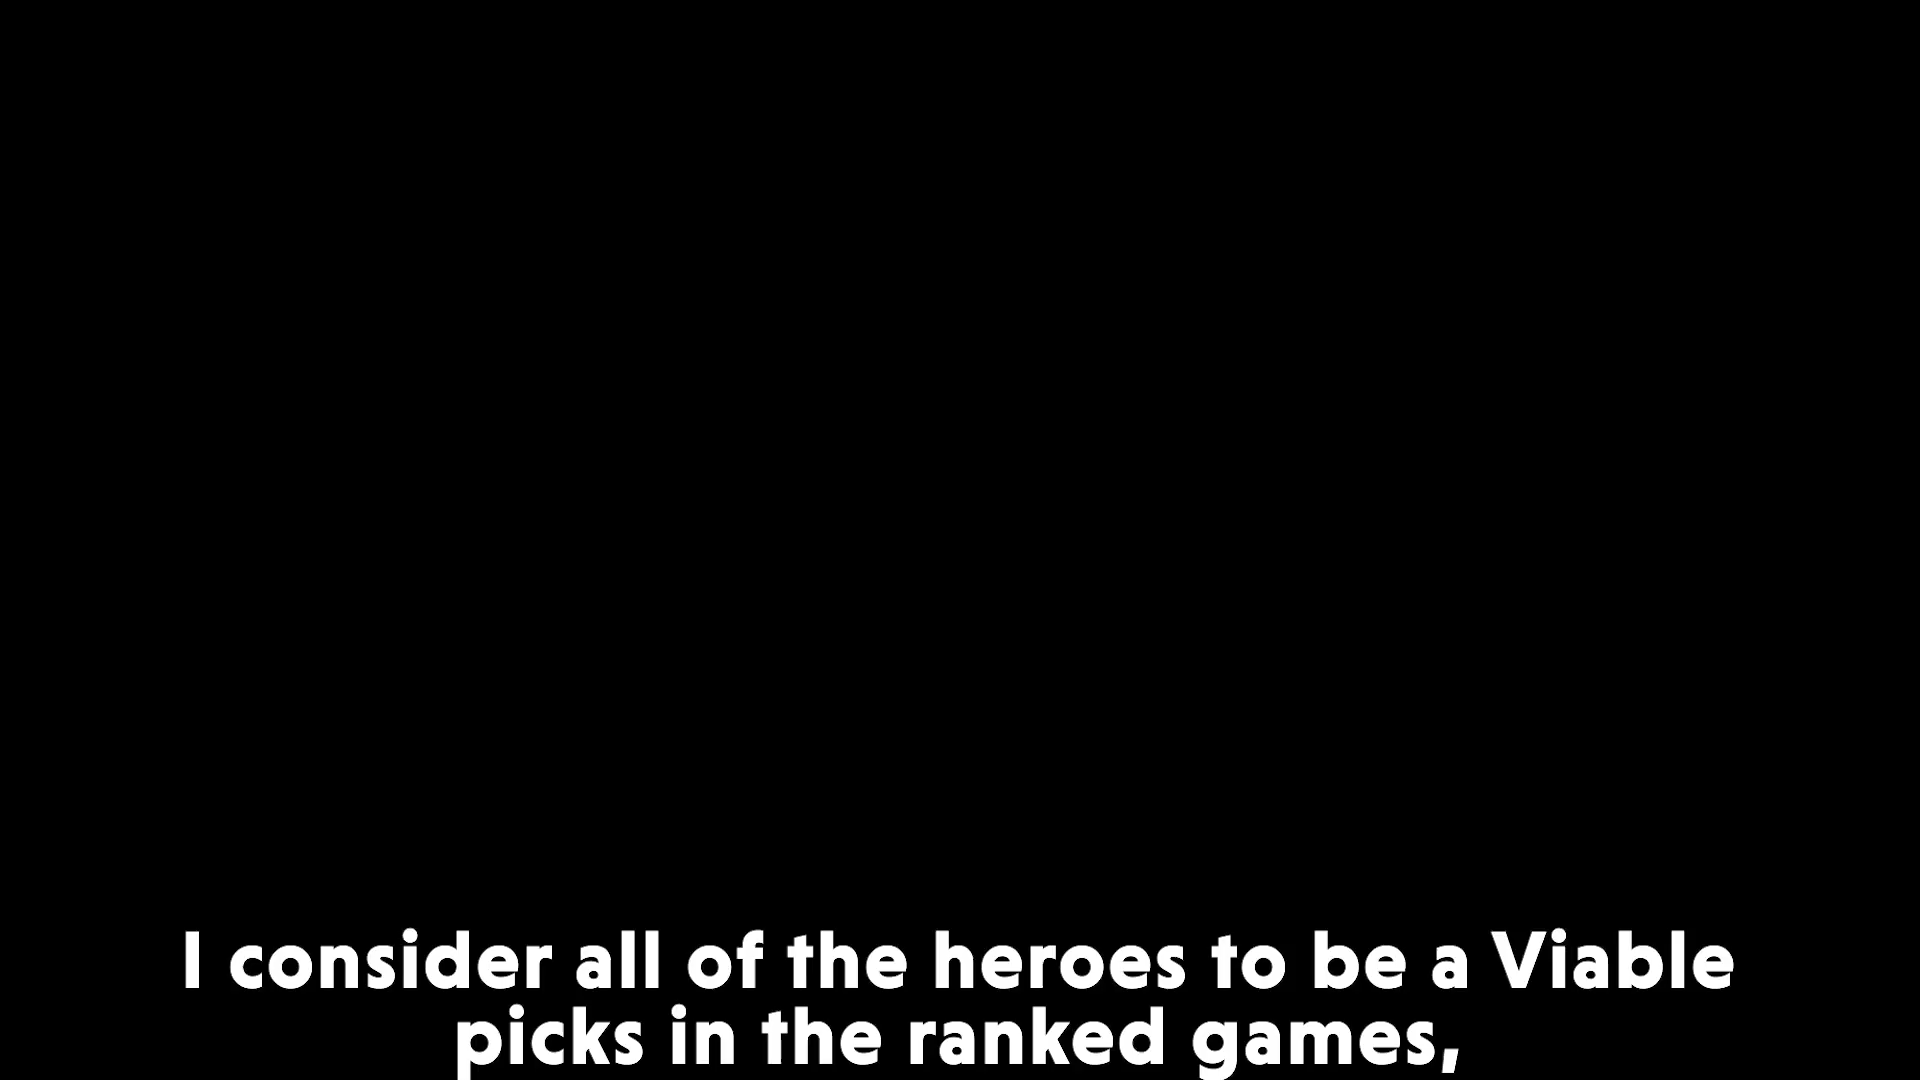 I consider all of the heroes to be a Viable
picks in the ranked games,